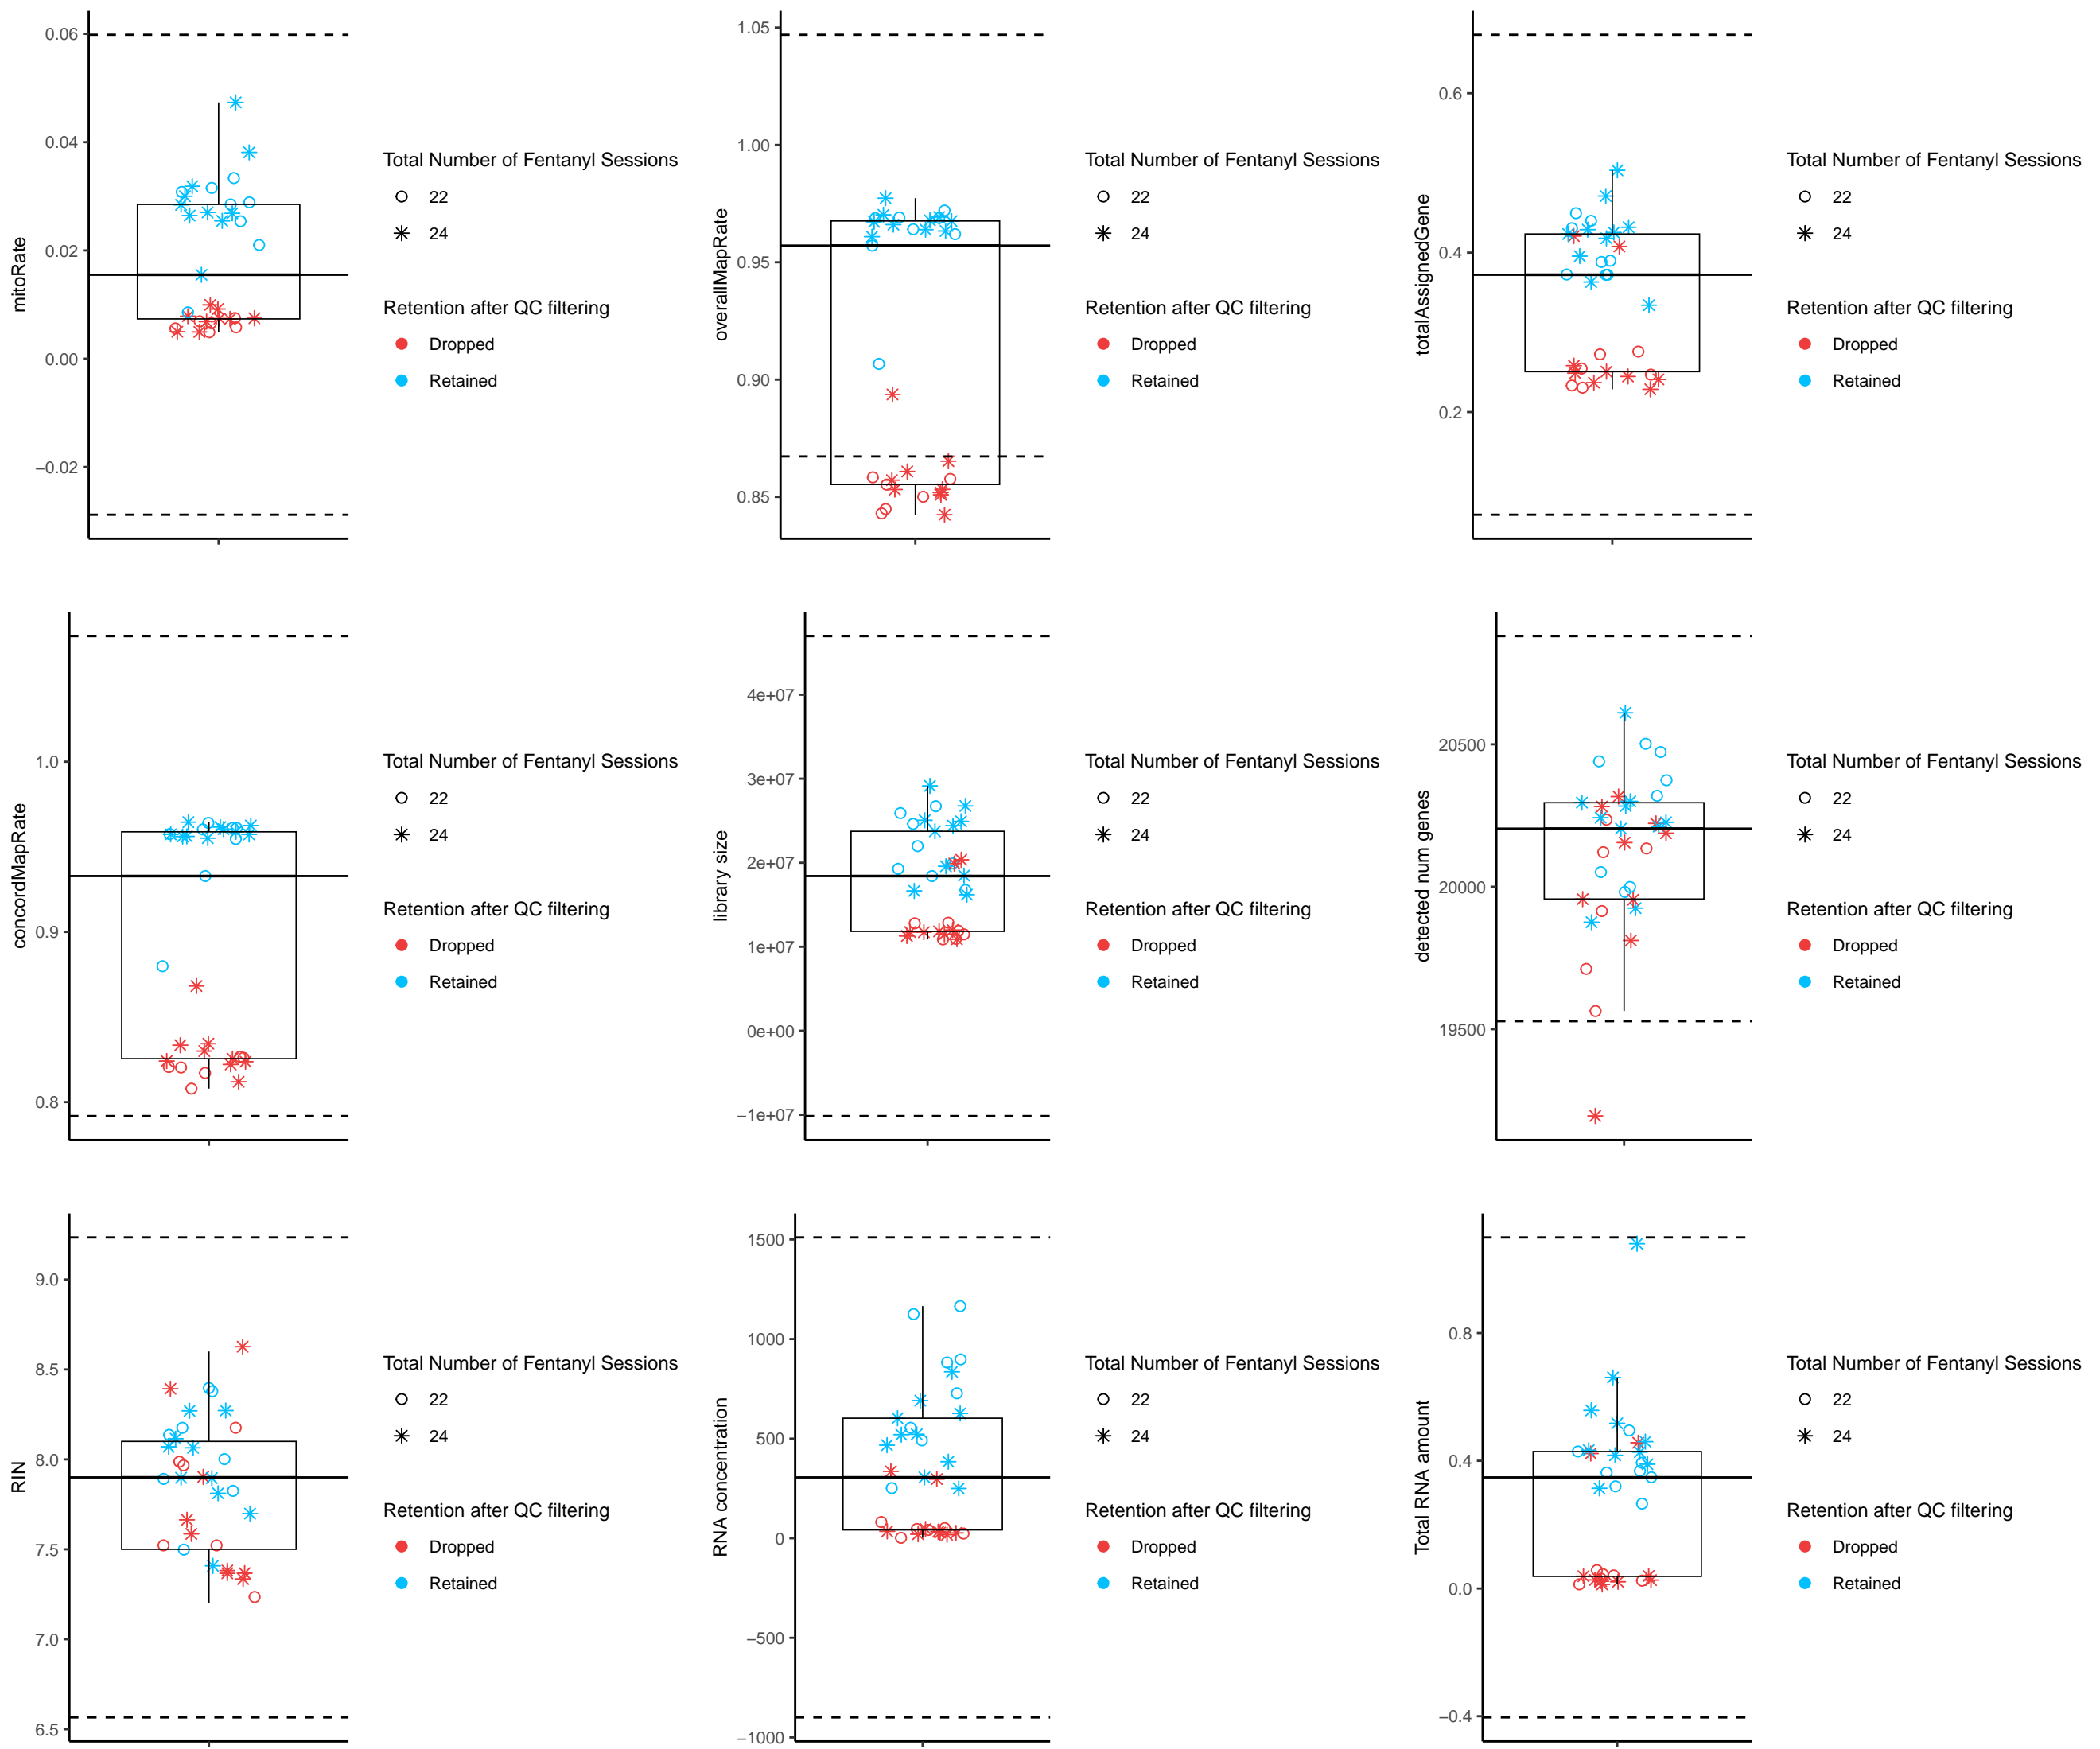 mitoRate
0.06
0.04
0.02
0.00
−0.02
Total Number of Fentanyl Sessions
22
24
Retention after QC filtering
Dropped
Retained
overallMapRate
1.05
1.00
0.95
0.90
0.85
Total Number of Fentanyl Sessions
22
24
Retention after QC filtering
Dropped
Retained
totalAssignedGene
0.6
0.4
0.2
Total Number of Fentanyl Sessions
22
24
Retention after QC filtering
Dropped
Retained
concordMapRate
1.0
0.9
0.8
Total Number of Fentanyl Sessions
22
24
Retention after QC filtering
Dropped
Retained
library size
4e+07
3e+07
2e+07
1e+07
0e+00
−1e+07
Total Number of Fentanyl Sessions
22
24
Retention after QC filtering
Dropped
Retained
detected num genes
20500
20000
19500
Total Number of Fentanyl Sessions
22
24
Retention after QC filtering
Dropped
Retained
RIN
9.0
8.5
8.0
7.5
7.0
6.5
Total Number of Fentanyl Sessions
22
24
Retention after QC filtering
Dropped
Retained
RNA concentration
1500
1000
500
0
−500
−1000
Total Number of Fentanyl Sessions
22
24
Retention after QC filtering
Dropped
Retained
Total RNA amount
0.8
0.4
0.0
−0.4
Total Number of Fentanyl Sessions
22
24
Retention after QC filtering
Dropped
Retained